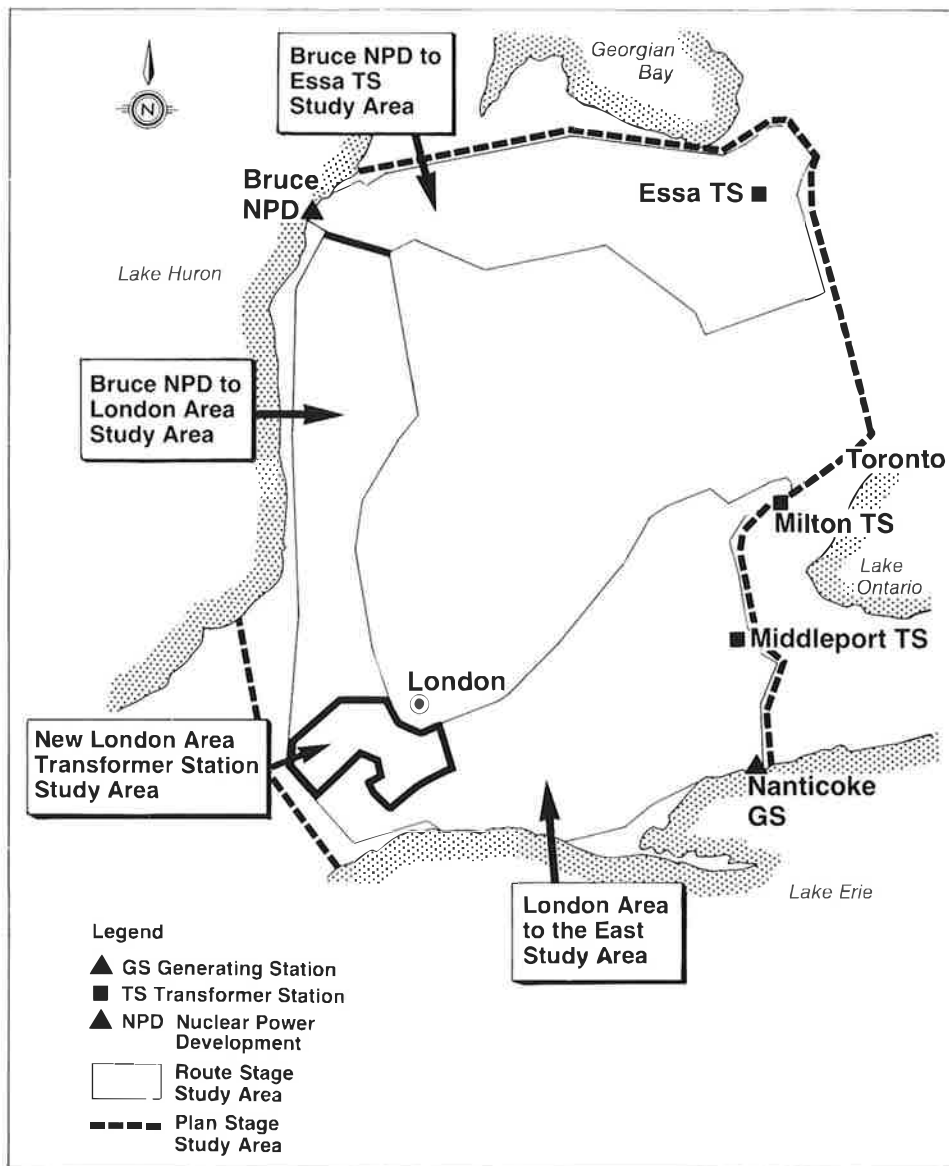 Bruce NPD to
Essa TS
Study Area
Georgian
Bay
N
Bruce
NPD
Essa TS
Lake Huron
Bruce NPD to
London Area
Study Area
Toronto
Milton TS
Lake
Ontario
Middleport TS
London
New London Area
Transformer Station
Study Area
Nanticoke
GS
Lake Erie
London Area
to the East
Study Area
Legend
GS Generating Station
TS Transformer Station
NPD Nuclear Power
Development
Route Stage
Study Area
Plan Stage
Study Area